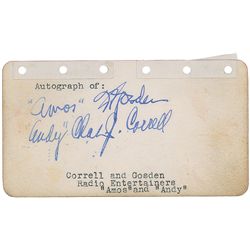 Autograph of:
"Amos" Gosden
"Andy" Chas. J. Correll
Correll and Gosden
Radio Entertainers
"Amos" and "Andy"